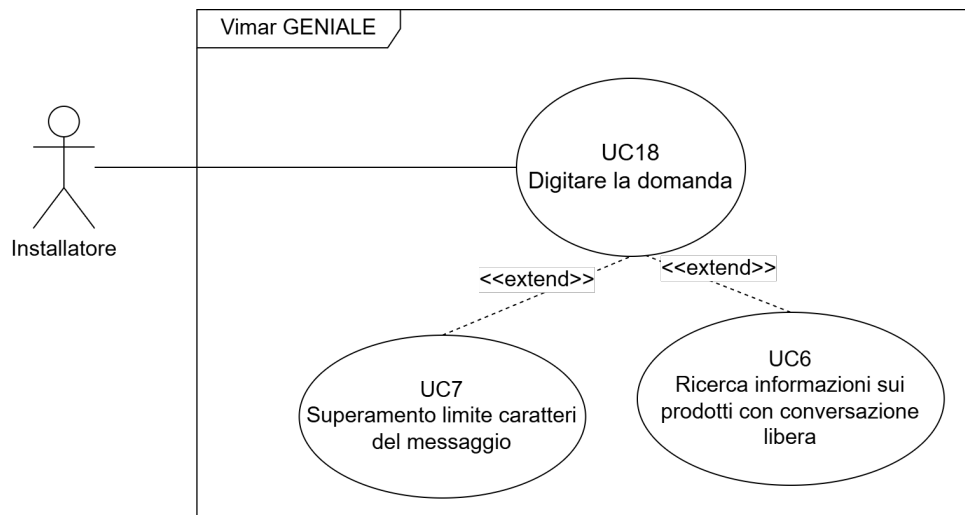 Vimar GENIALE
Installatore
UC18
Digitare la domanda
<<extend>>
<<extend>>
UC7
Superamento limite caratteri
del messaggio
UC6
Ricerca informazioni sui
prodotti con conversazione
libera